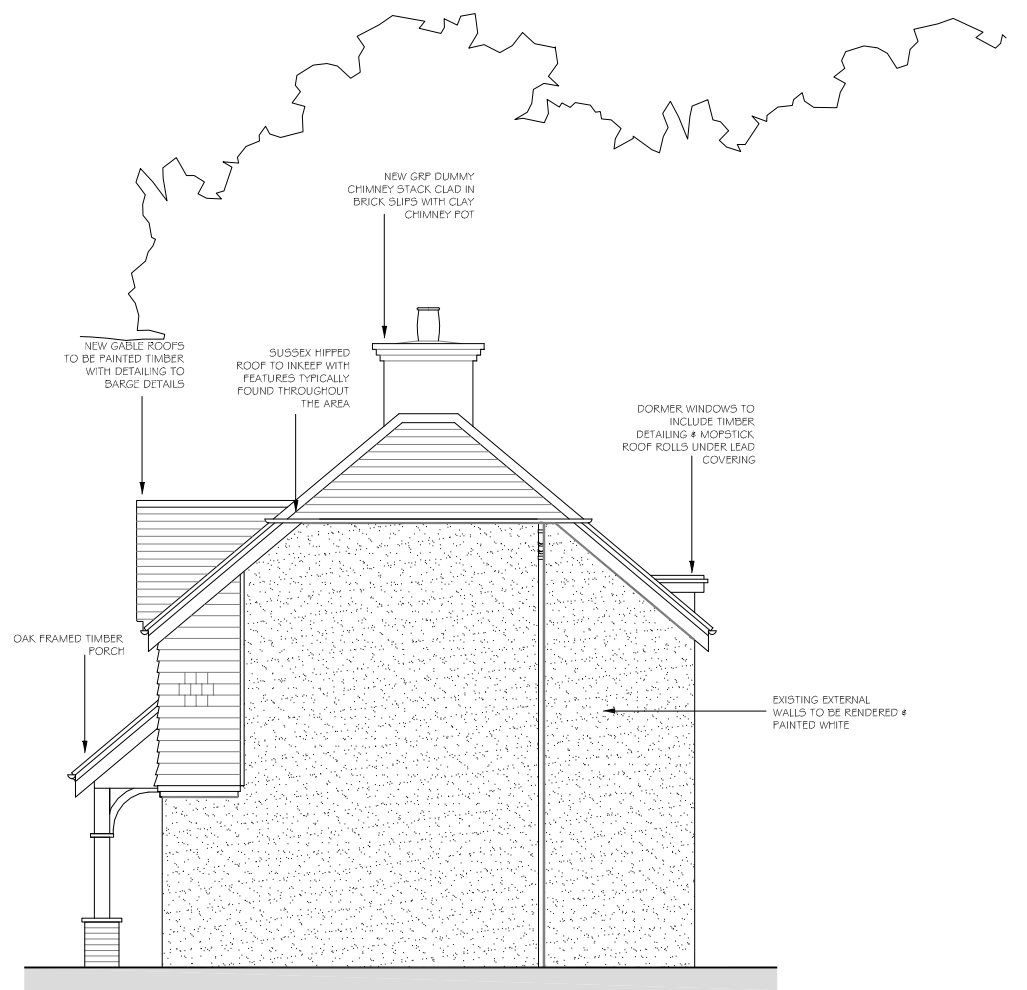 NEW GRP DUMMY
CHIMNEY STACK CLAD IN
BRICK SLIPS WITH CLAY
CHIMNEY POT
NEW GABLE ROOFS
TO BE PAINTED TIMBER
WITH DETAILING TO
BARGE DETAILS
SUSSEX HIPPED
ROOF TO INKEEP WITH
FEATURES TYPICALLY
FOUND THROUGHOUT
THE AREA
DORMER WINDOWS TO
INCLUDE TIMBER
DETAILING & MOPSTICK
ROOF ROLLS UNDER LEAD
COVERING
OAK FRAMED TIMBER
PORCH
EXISTING EXTERNAL
WALLS TO BE RENDERED &
PAINTED WHITE